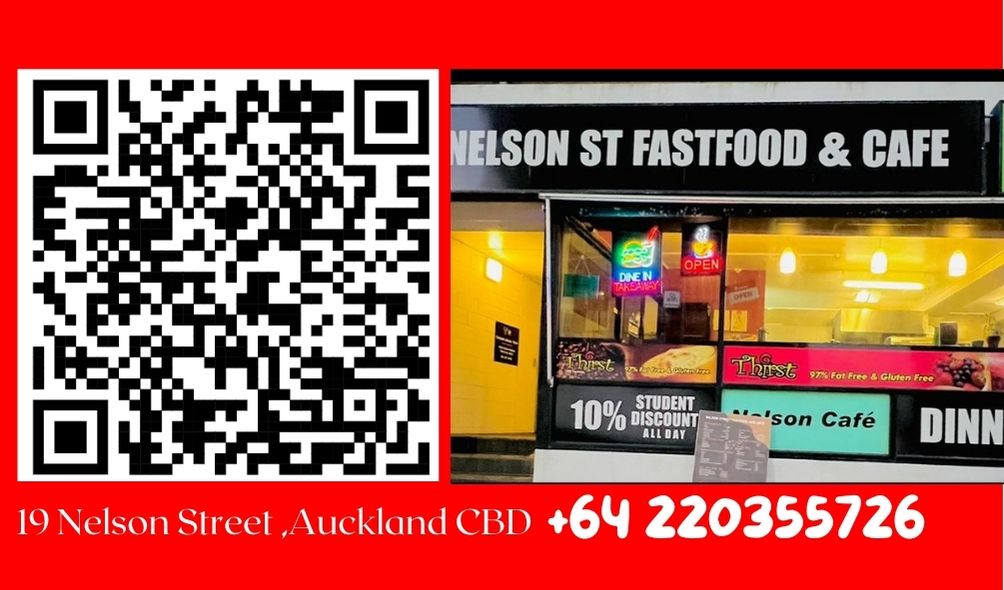 NELSON ST FASTFOOD & CAFE
DINE IN
TAKEAWAY
OPEN
OPEN
Thirst
97% Fat Free & Gluten Free
Thirst
97% Fat Free & Gluten Free
10% STUDENT
DISCOUNT
ALL DAY
Nelson Café
DINN
19 Nelson Street ,Auckland CBD
+64 220355726